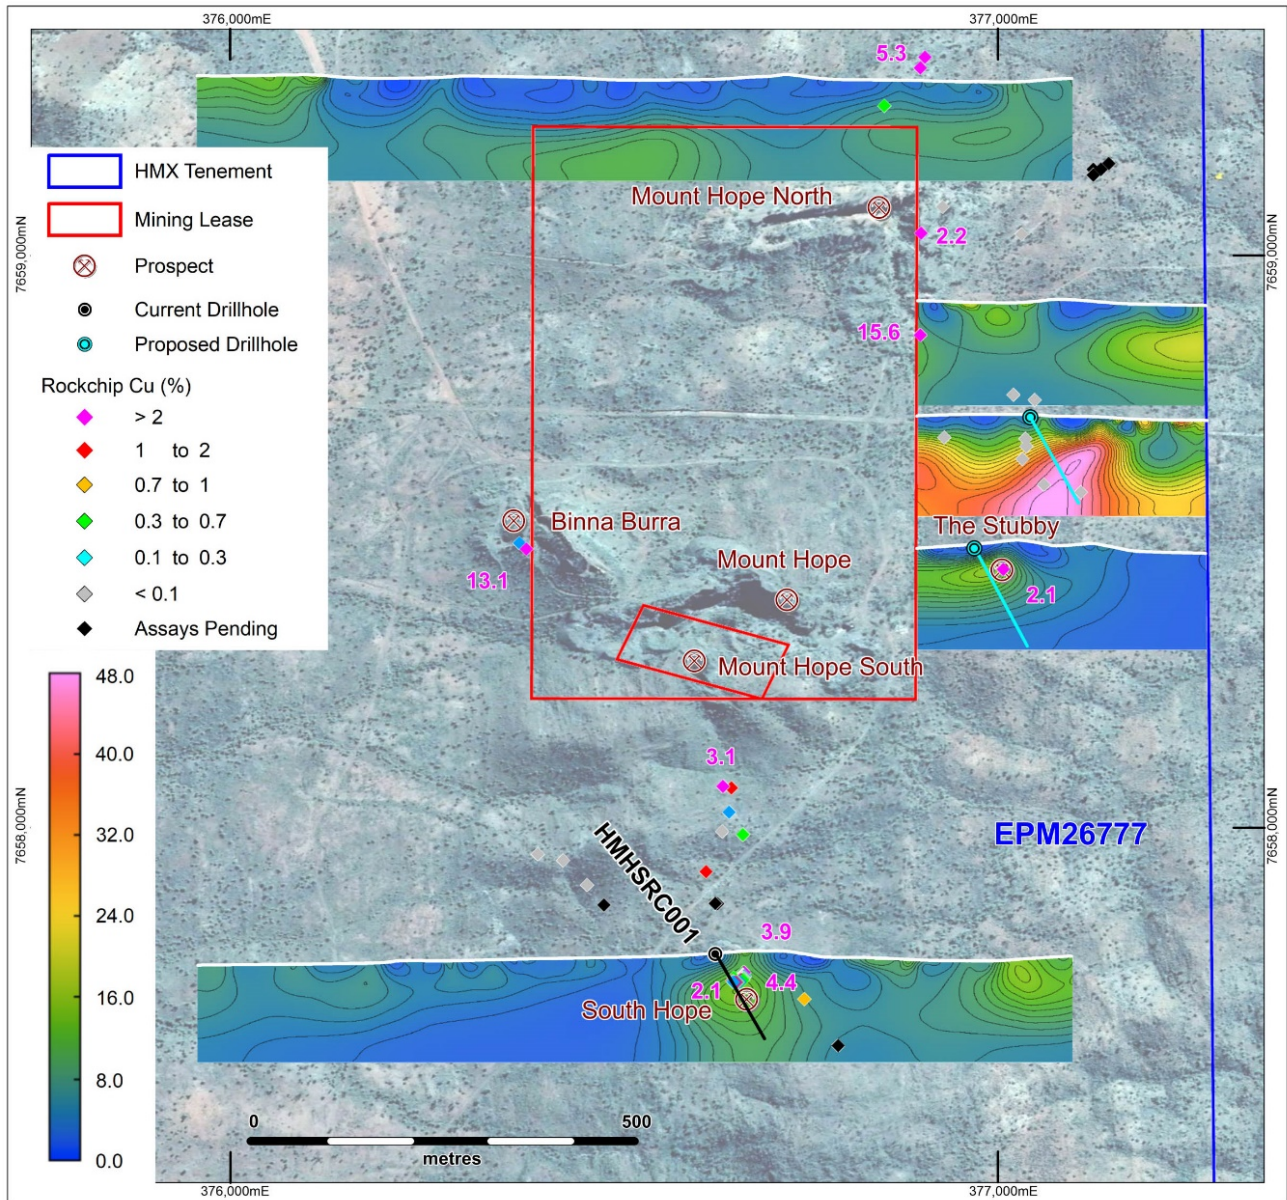 376,000mE
377,000mE
5.3
HMX Tenement
Mining Lease
Prospect
Current Drillhole
Proposed Drillhole
Rockchip Cu (%)
> 2
1 to 2
0.7 to 1
0.3 to 0.7
0.1 to 0.3
< 0.1
Assays Pending
7659,000mN
7659,000mN
Mount Hope North
2.2
15.6
Binna Burra
13.1
Mount Hope
Mount Hope South
The Stubby
2.1
48.0
40.0
32.0
24.0
16.0
8.0
0.0
3.1
7658,000mN
7658,000mN
EPM26777
HMHSRC001
3.9
2.1
4.4
South Hope
0
500
metres
376,000mE
377,000mE